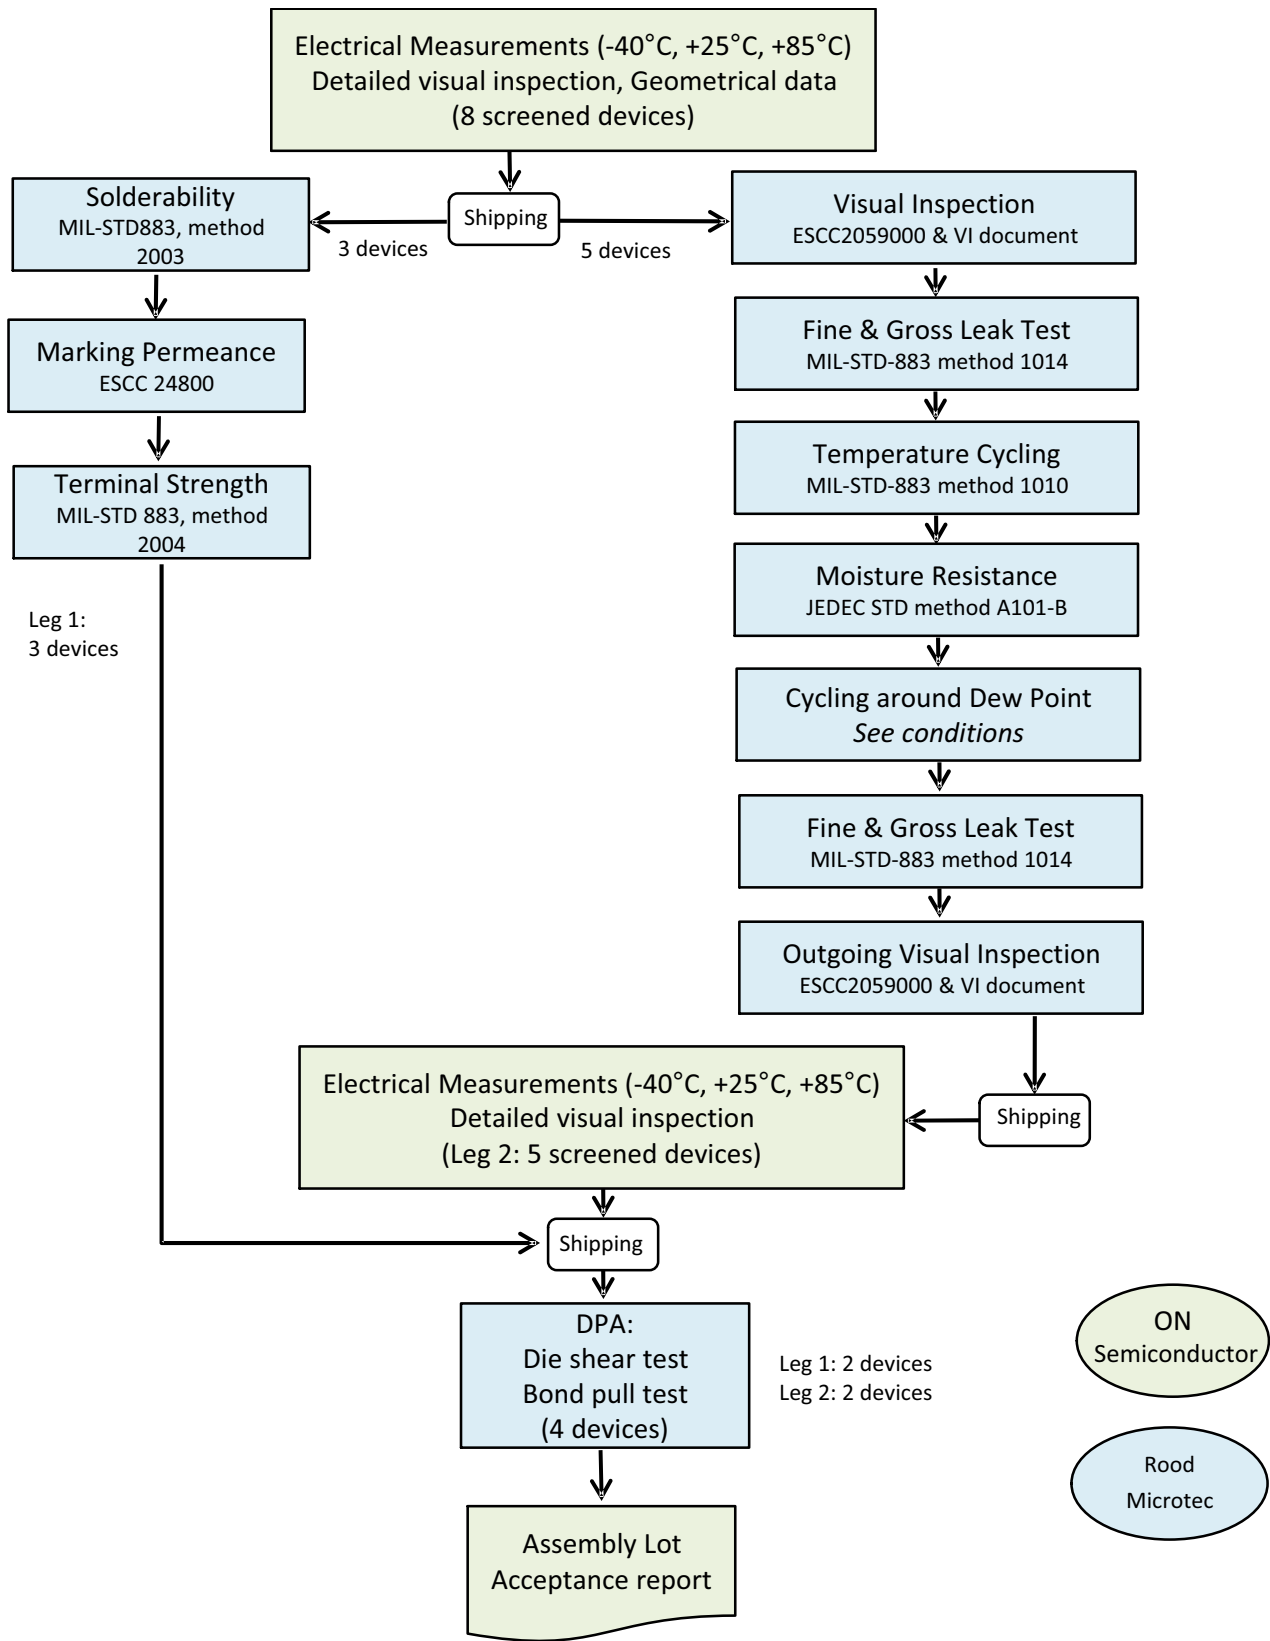 Electrical Measurements (-40°C, +25°C, +85°C)
Detailed visual inspection, Geometrical data
(8 screened devices)
Shipping
3 devices
5 devices
Solderability
MIL-STD883, method
2003
Marking Permeance
ESCC 24800
Terminal Strength
MIL-STD 883, method
2004
Leg 1:
3 devices
Visual Inspection
ESCC2059000 & VI document
Fine & Gross Leak Test
MIL-STD-883 method 1014
Temperature Cycling
MIL-STD-883 method 1010
Moisture Resistance
JEDEC STD method A101-B
Cycling around Dew Point
See conditions
Fine & Gross Leak Test
MIL-STD-883 method 1014
Outgoing Visual Inspection
ESCC2059000 & VI document
Shipping
Electrical Measurements (-40°C, +25°C, +85°C)
Detailed visual inspection
(Leg 2: 5 screened devices)
Shipping
DPA:
Die shear test
Bond pull test
(4 devices)
Leg 1: 2 devices
Leg 2: 2 devices
Assembly Lot
Acceptance report
ON
Semiconductor
Rood
Microtec